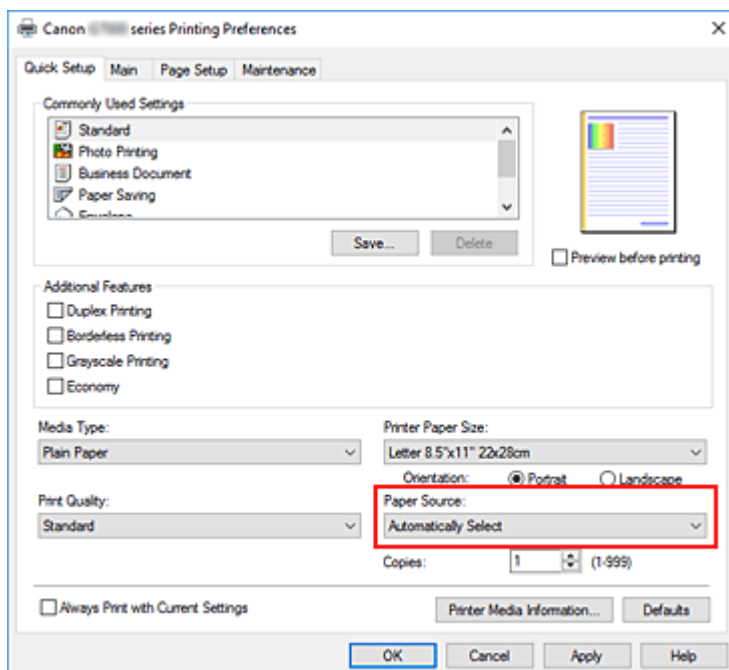 Canon series Printing Preferences
Quick Setup Main Page Setup Maintenance
Commonly Used Settings
Standard
Photo Printing
Business Document
Paper Saving
Envelope
Save... Delete
Preview before printing
Additional Features
Duplex Printing
Borderless Printing
Grayscale Printing
Economy
Media Type: Printer Paper Size:
Plain Paper Letter 8.5"x11" 22x28cm
Orientation: Portrait Landscape
Print Quality: Paper Source:
Standard Automatically Select
Copies: 1 (1-999)
Always Print with Current Settings Printer Media Information... Defaults
OK Cancel Apply Help